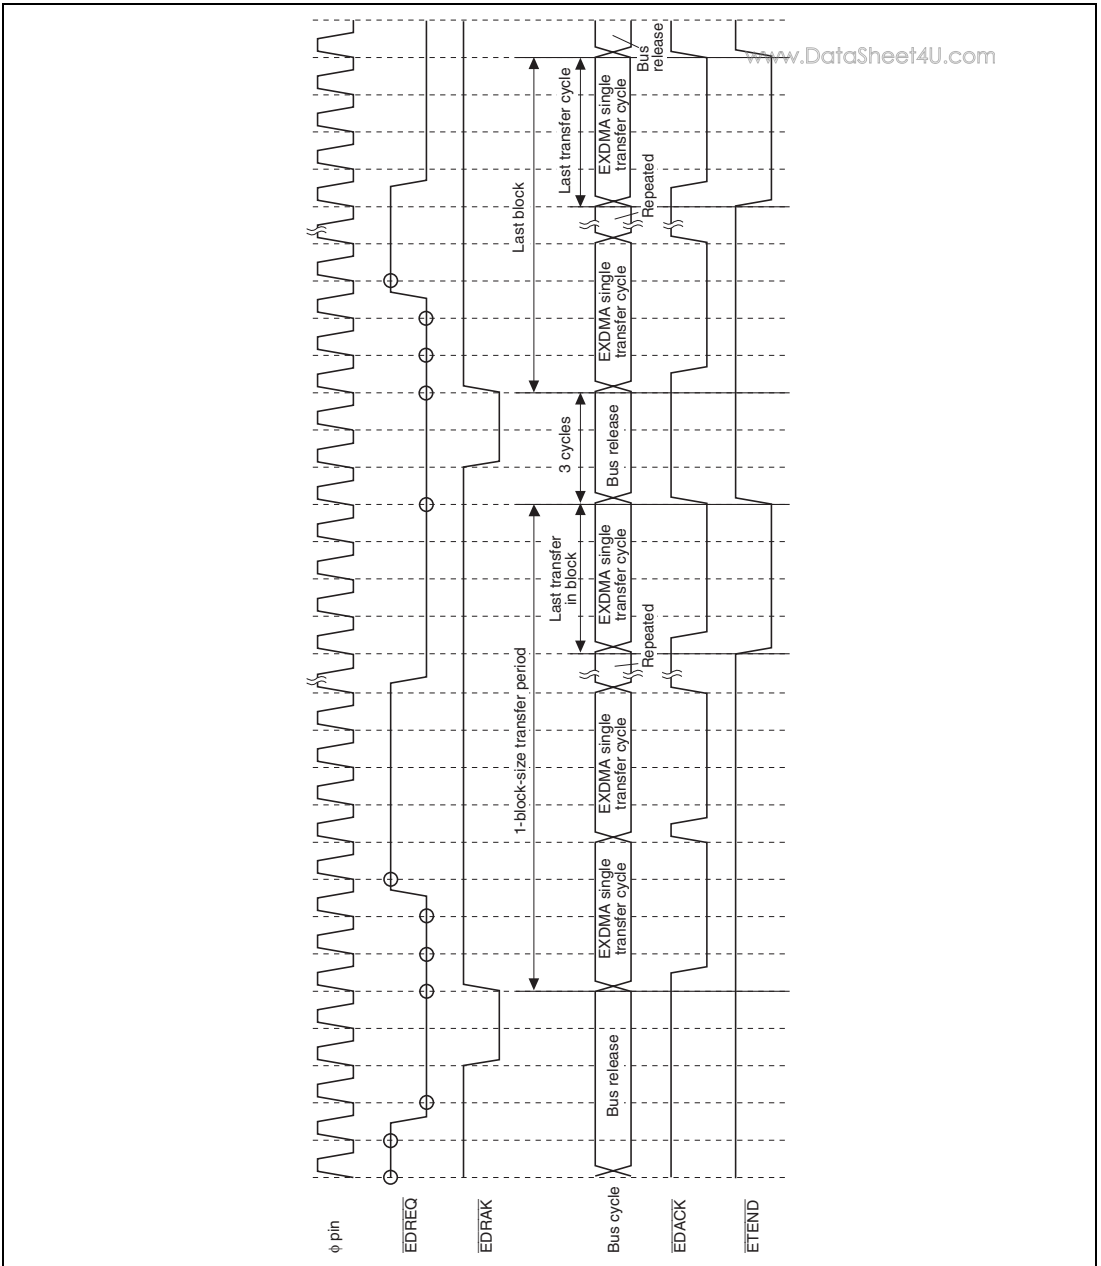 www.DataSheet4U.com
φ pin
EDREQ
EDRAK
1-block-size transfer period
Last transfer
in block
3 cycles
Last block
Last transfer cycle
Bus cycle
Bus release
EXDMA single
transfer cycle
EXDMA single
transfer cycle
Repeated
EXDMA single
transfer cycle
Bus release
EXDMA single
transfer cycle
Repeated
EXDMA single
transfer cycle
Bus
release
EDACK
ETEND